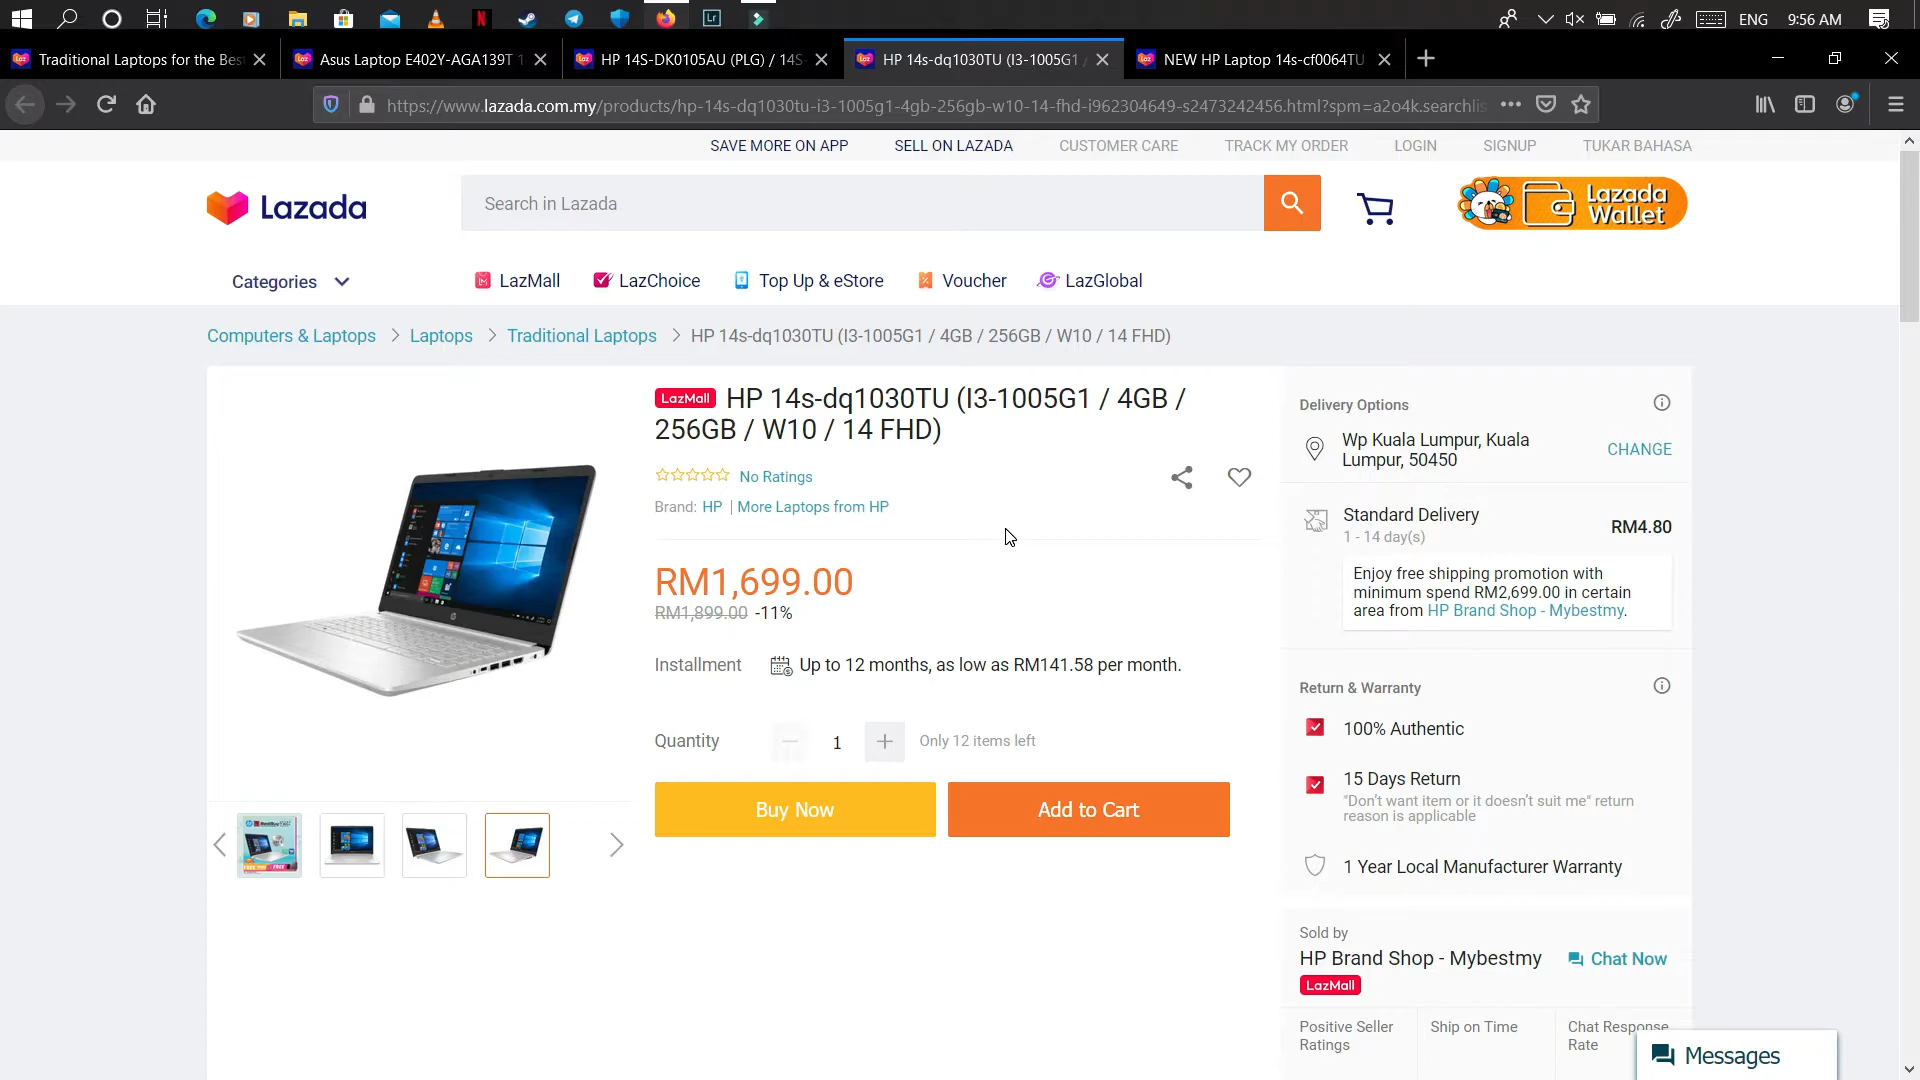 ENG
9:56 AM
Traditional Laptops for the Bes
Asus Laptop E402Y-AGA139T 1
HP 14S-DK0105AU (PLG) / 14S-
HP 14s-dq1030TU (I3-1005G1 /
NEW HP Laptop 14s-cf0064TU
https://www.lazada.com.my/products/hp-14s-dq1030tu-i3-1005g1-4gb-256gb-w10-14-fhd-i962304649-s2473242456.html?spm=a2o4k.searchlis
SAVE MORE ON APP
SELL ON LAZADA
CUSTOMER CARE
TRACK MY ORDER
LOGIN
SIGNUP
TUKAR BAHASA
Lazada
Search in Lazada
Lazada
Wallet
Categories
LazMall
LazChoice
Top Up & eStore
Voucher
LazGlobal
Computers & Laptops
Laptops
Traditional Laptops
HP 14s-dq1030TU (I3-1005G1 / 4GB / 256GB / W10 / 14 FHD)
LazMall HP 14s-dq1030TU (I3-1005G1 / 4GB /
256GB / W10 / 14 FHD)
No Ratings
Brand: HP | More Laptops from HP
RM1,699.00
RM1,899.00 -11%
Installment
Up to 12 months, as low as RM141.58 per month.
Quantity
1
Only 12 items left
Buy Now
Add to Cart
Delivery Options
Wp Kuala Lumpur, Kuala
Lumpur, 50450
CHANGE
Standard Delivery
1 - 14 day(s)
RM4.80
Enjoy free shipping promotion with
minimum spend RM2,699.00 in certain
area from HP Brand Shop - Mybestmy.
Return & Warranty
100% Authentic
15 Days Return
"Don't want item or it doesn't suit me" return
reason is applicable
1 Year Local Manufacturer Warranty
Sold by
HP Brand Shop - Mybestmy
Chat Now
LazMall
Positive Seller
Ratings
Ship on Time
Chat Response
Rate
Messages